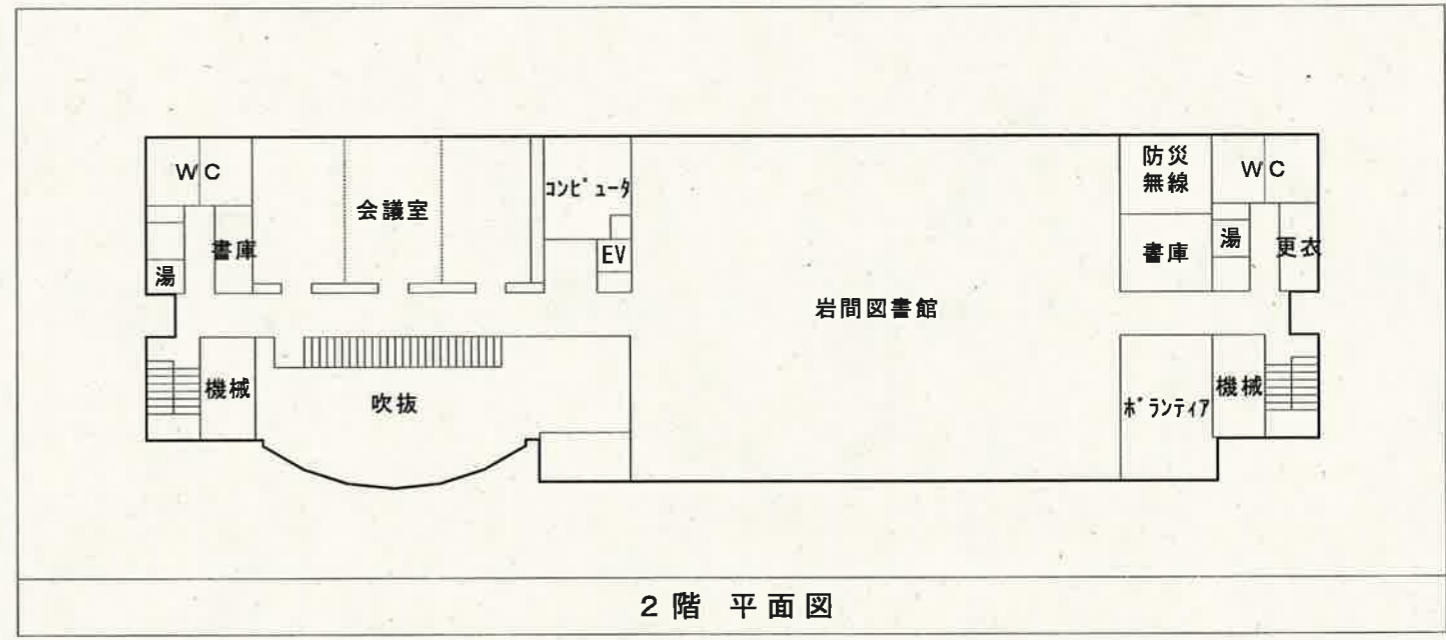 WC
会議室
コンピュータ
EV
書庫
湯
機械
吹抜
岩間図書館
防災
無線
WC
書庫
湯
更衣
ボランティア
機械
2階 平面図